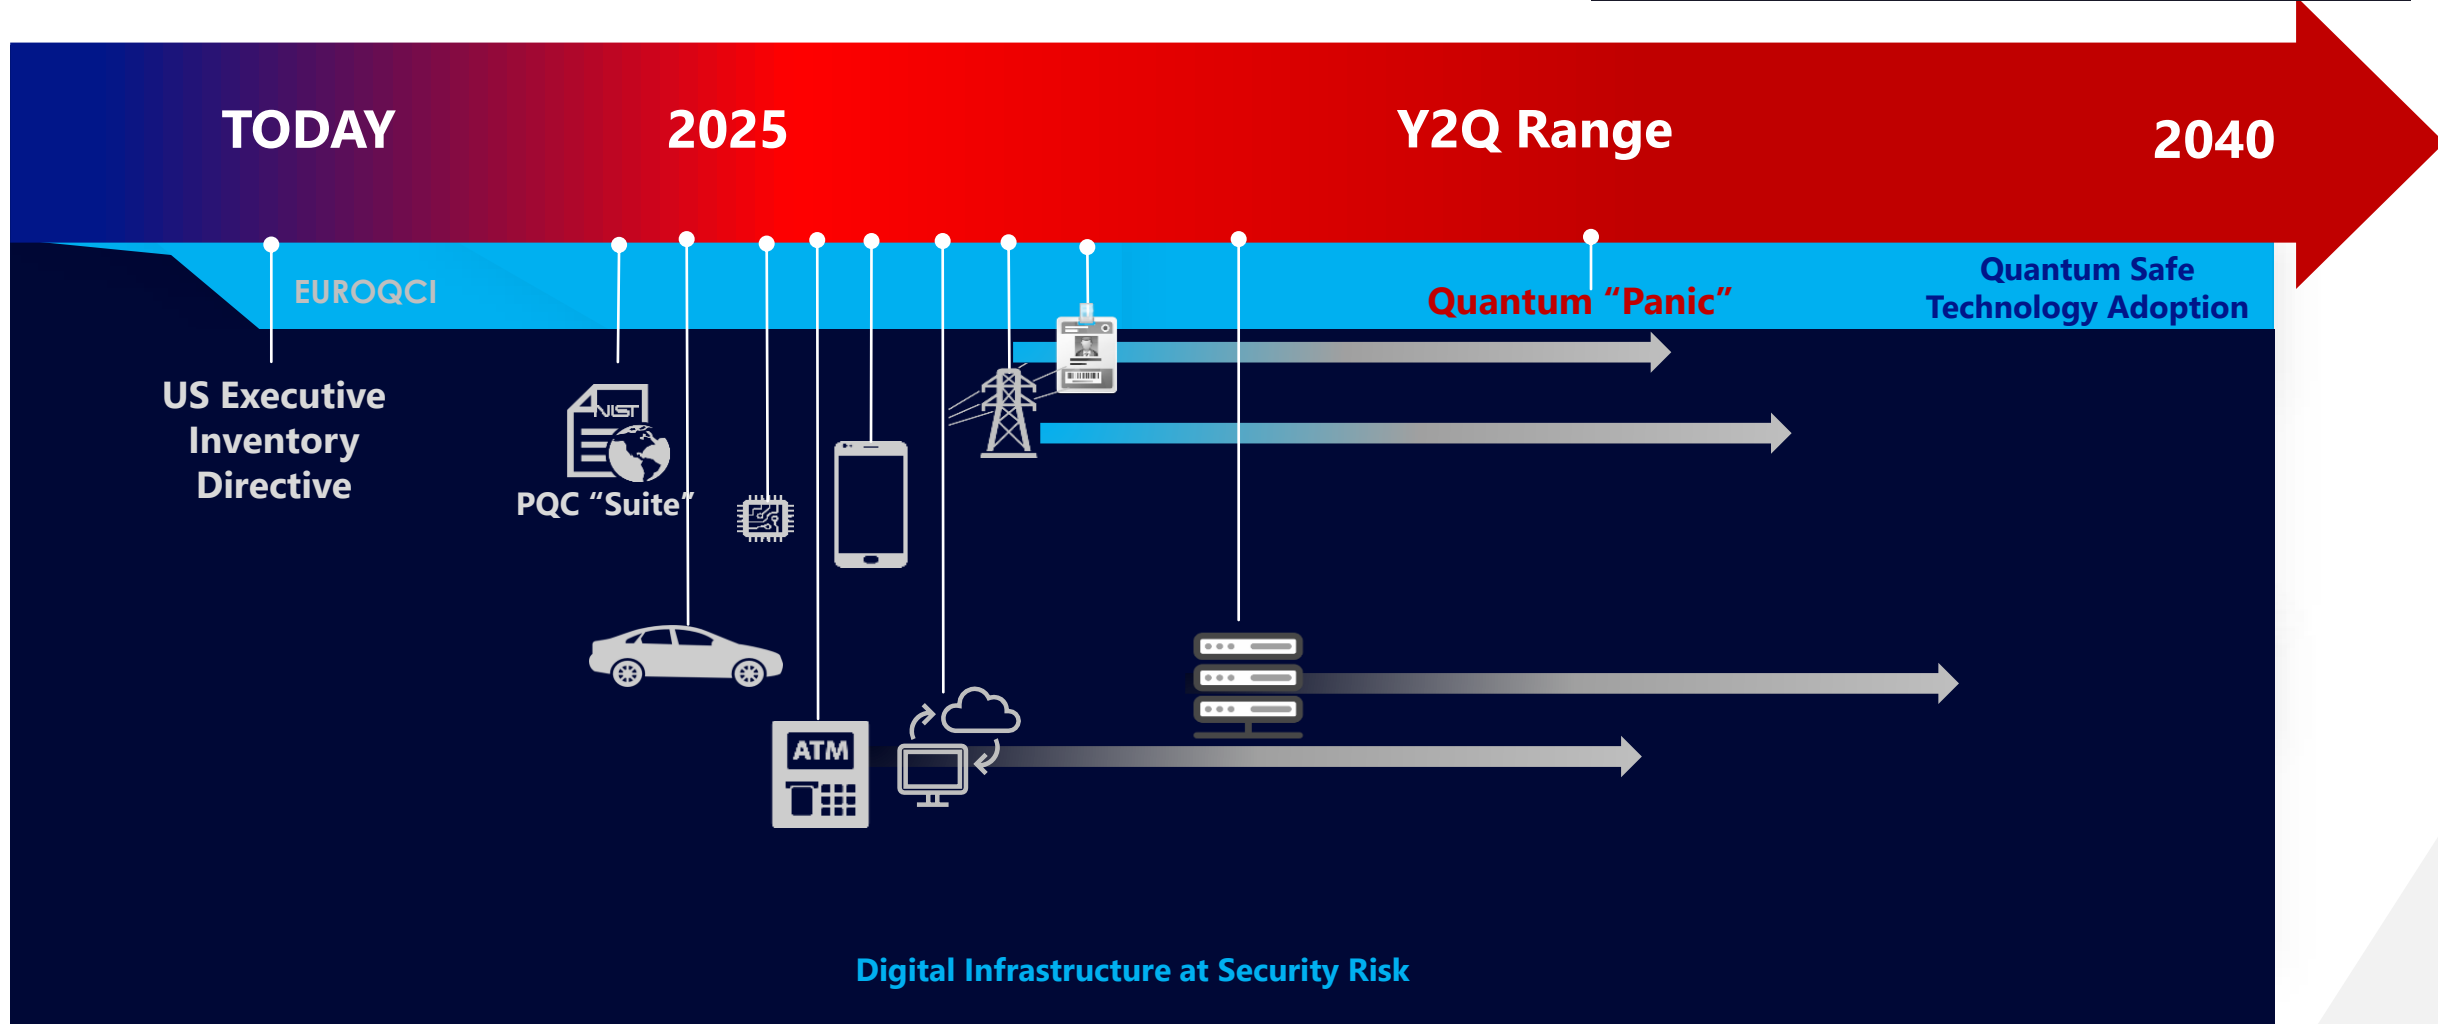 TODAY
2025
Y2Q Range
2040
EUROQCI
Quantum “Panic”
Quantum Safe
Technology Adoption
US Executive
Inventory
Directive
NIST
PQC “Suite”
ATM
Digital Infrastructure at Security Risk